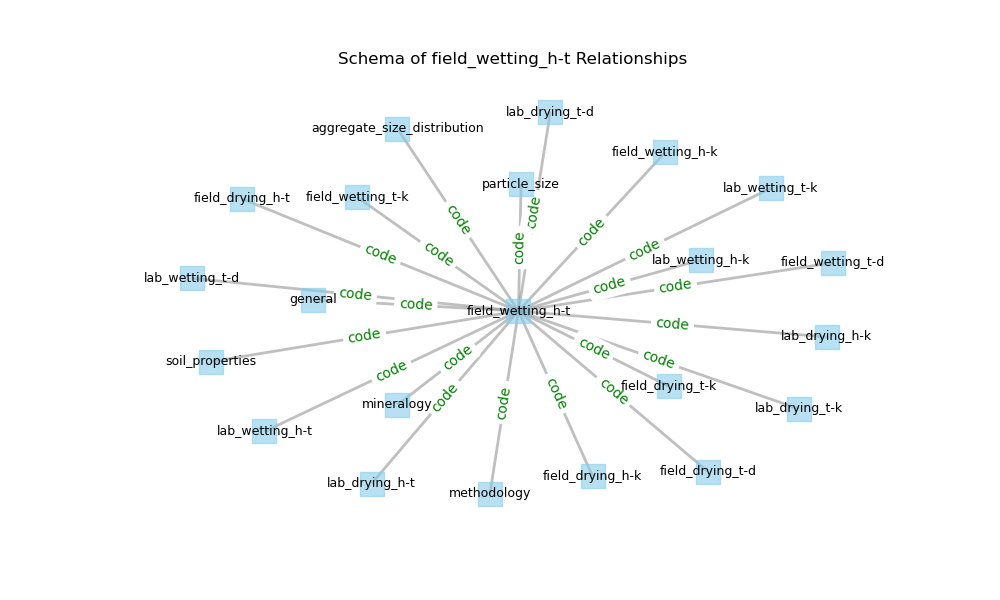 Schema of field_wetting_h-t Relationships
lab_drying_t-d
aggregate_size_distribution
field_wetting_h-k
particle_size
lab_wetting_t-k
field_drying_h-t
field_wetting_t-k
code
code
code
code
code
code
code
code
lab_wetting_h-k
field_wetting_t-d
lab_wetting_t-d
code
code
code
general
code
field_wetting_h-t
code
lab_drying_h-k
code
code
code
code
soil_properties
code
field_drying_t-k
code
code
code
code
mineralogy
lab_drying_t-k
lab_wetting_h-t
field_drying_t-d
field_drying_h-k
lab_drying_h-t
methodology